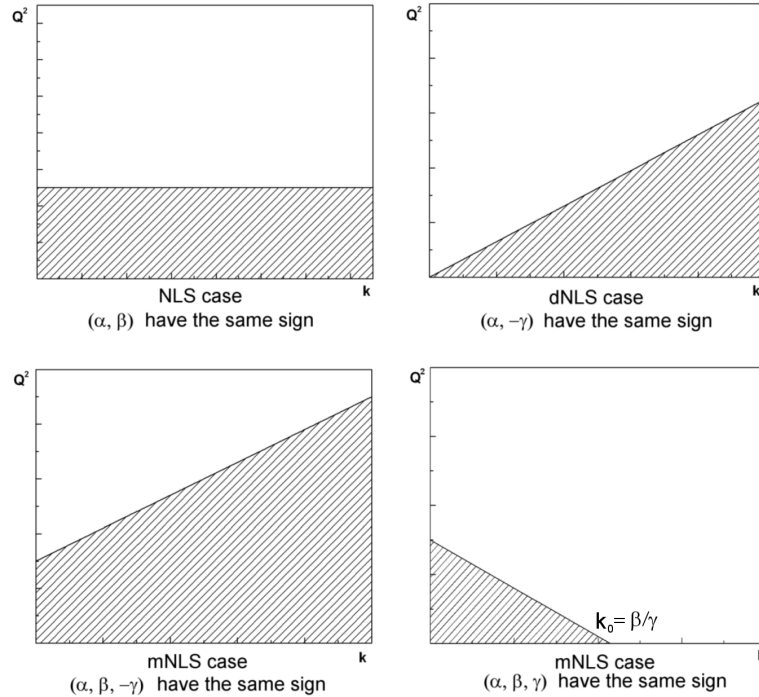 Q²
k
NLS case
(α, β) have the same sign
Q²
k
dNLS case
(α, −γ) have the same sign
Q²
k
mNLS case
(α, β, −γ) have the same sign
Q²
k₀= β/γ
mNLS case
(α, β, γ) have the same sign